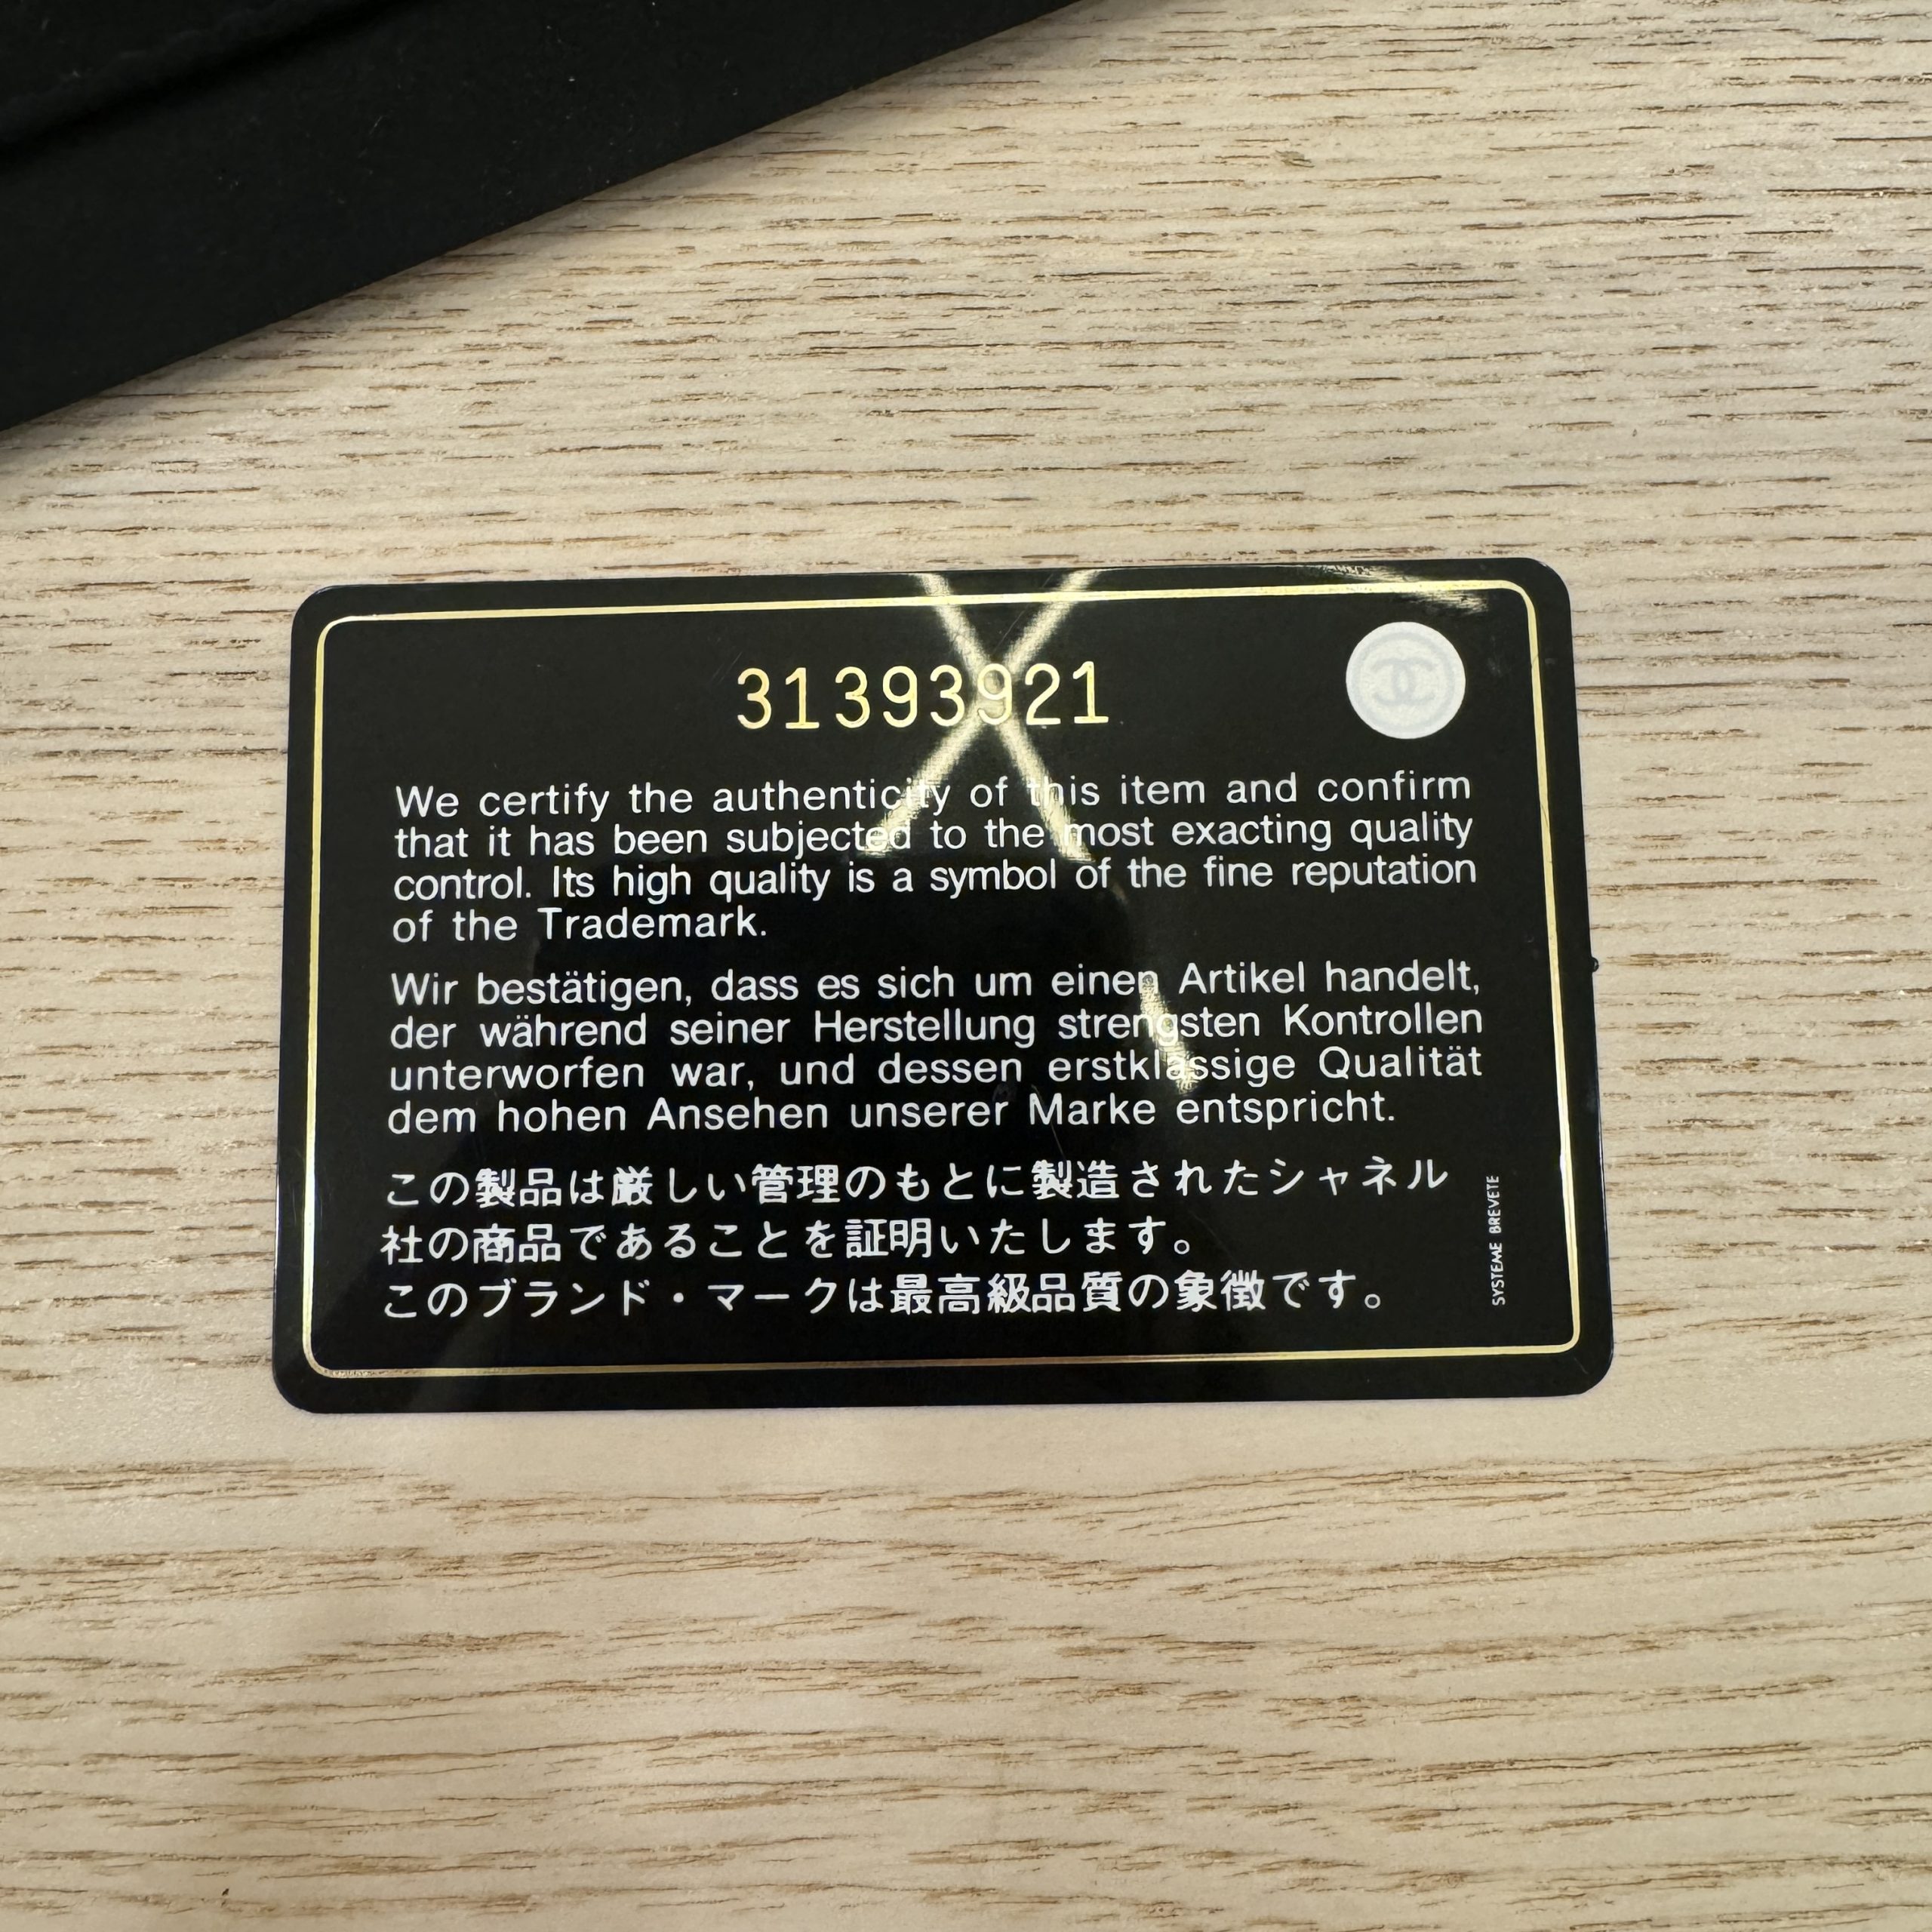 31393921
We certify the authenticity of this item and confirm
that it has been subjected to the most exacting quality
control. Its high quality is a symbol of the fine reputation
of the Trademark.
Wir bestätigen, dass es sich um einen Artikel handelt,
der während seiner Herstellung strengsten Kontrollen
unterworfen war, und dessen erstklassige Qualität
dem hohen Ansehen unserer Marke entspricht.
この製品は厳しい管理のもとに製造されたシャネル
社の商品であることを証明いたします。
このブランド・マークは最高級品質の象徴です。
SYSTEME BREVETE